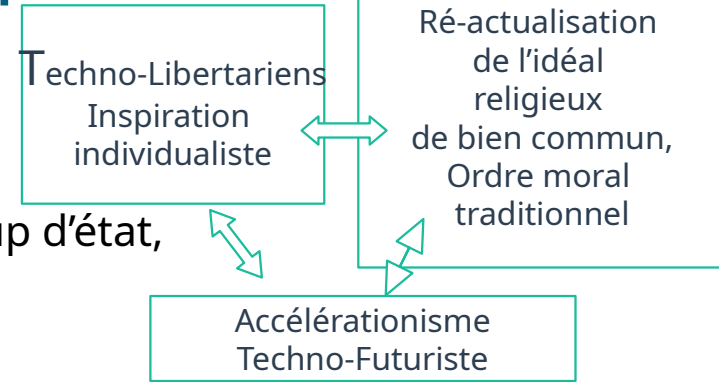 Techno-Libertariens
Inspiration
individualiste
Ré-actualisation
de l’idéal
religieux
de bien commun,
Ordre moral
traditionnel
d’état,
Accélérationisme
Techno-Futuriste